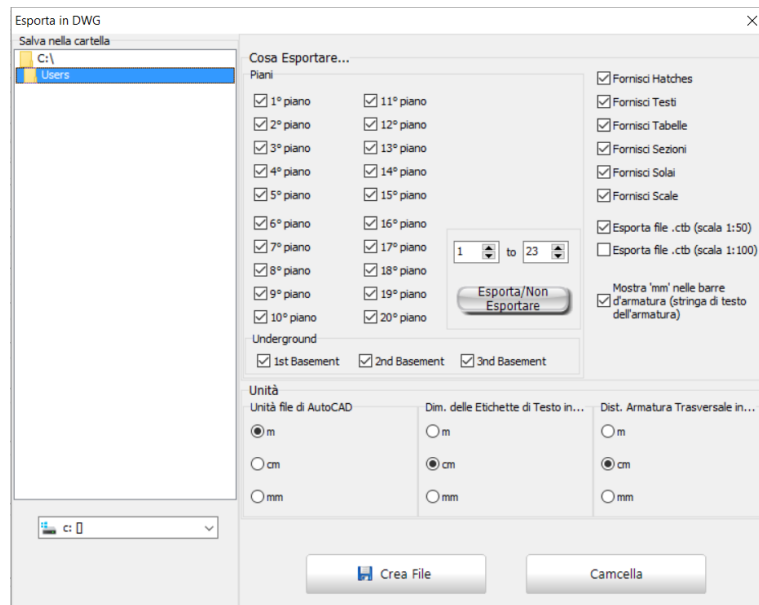 Esporta in DWG
Salva nella cartella
C:\
Users
Cosa Esportare...
Piani
1° piano
2° piano
3° piano
4° piano
5° piano
6° piano
7° piano
8° piano
9° piano
10° piano
11° piano
12° piano
13° piano
14° piano
15° piano
16° piano
17° piano
18° piano
19° piano
20° piano
1 to 23
Esporta/Non
Esportare
Underground
1st Basement 2nd Basement 3nd Basement
Fornisci Hatches
Fornisci Testi
Fornisci Tabelle
Fornisci Sezioni
Fornisci Solai
Fornisci Scale
Esporta file .ctb (scala 1:50)
Esporta file .ctb (scala 1:100)
Mostra 'mm' nelle barre
d'armatura (stringa di testo
dell'armatura)
Unità
Unità file di AutoCAD
m
cm
mm
Dim. delle Etichette di Testo in...
m
cm
mm
Dist. Armatura Trasversale in...
m
cm
mm
c: []
Crea File
Camcella